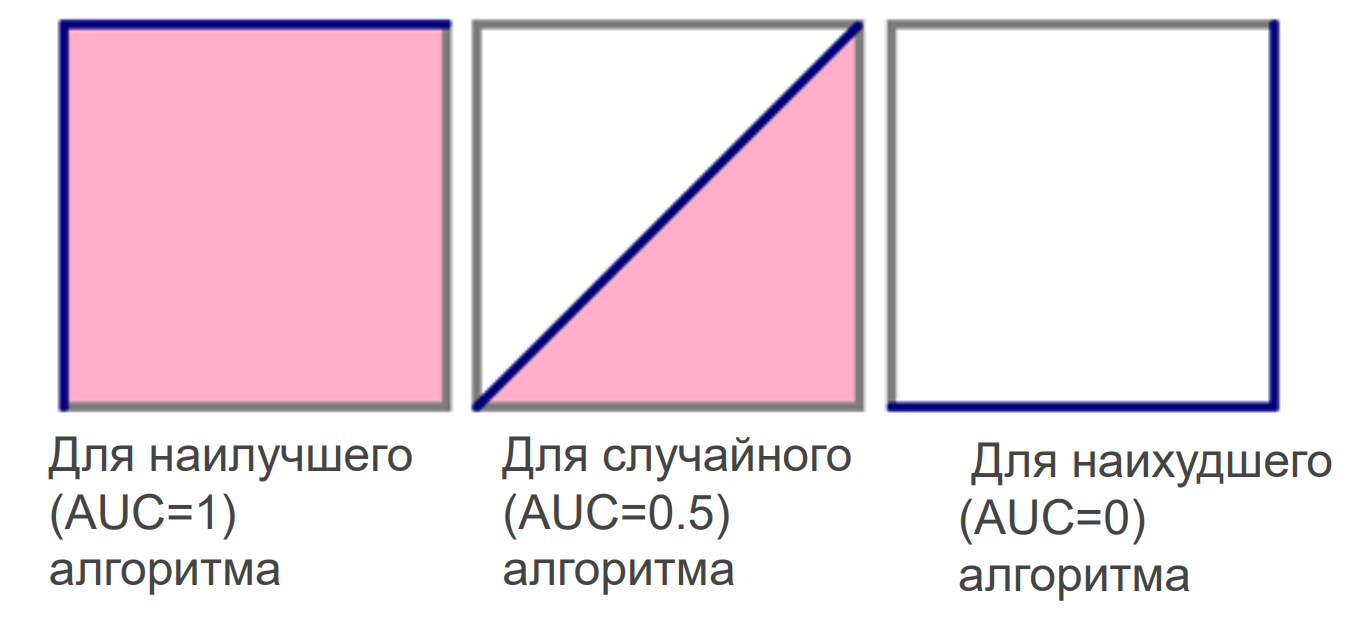 Для наилучшего
(AUC=1)
алгоритма
Для случайного
(AUC=0.5)
алгоритма
Для наихудшего
(AUC=0)
алгоритма